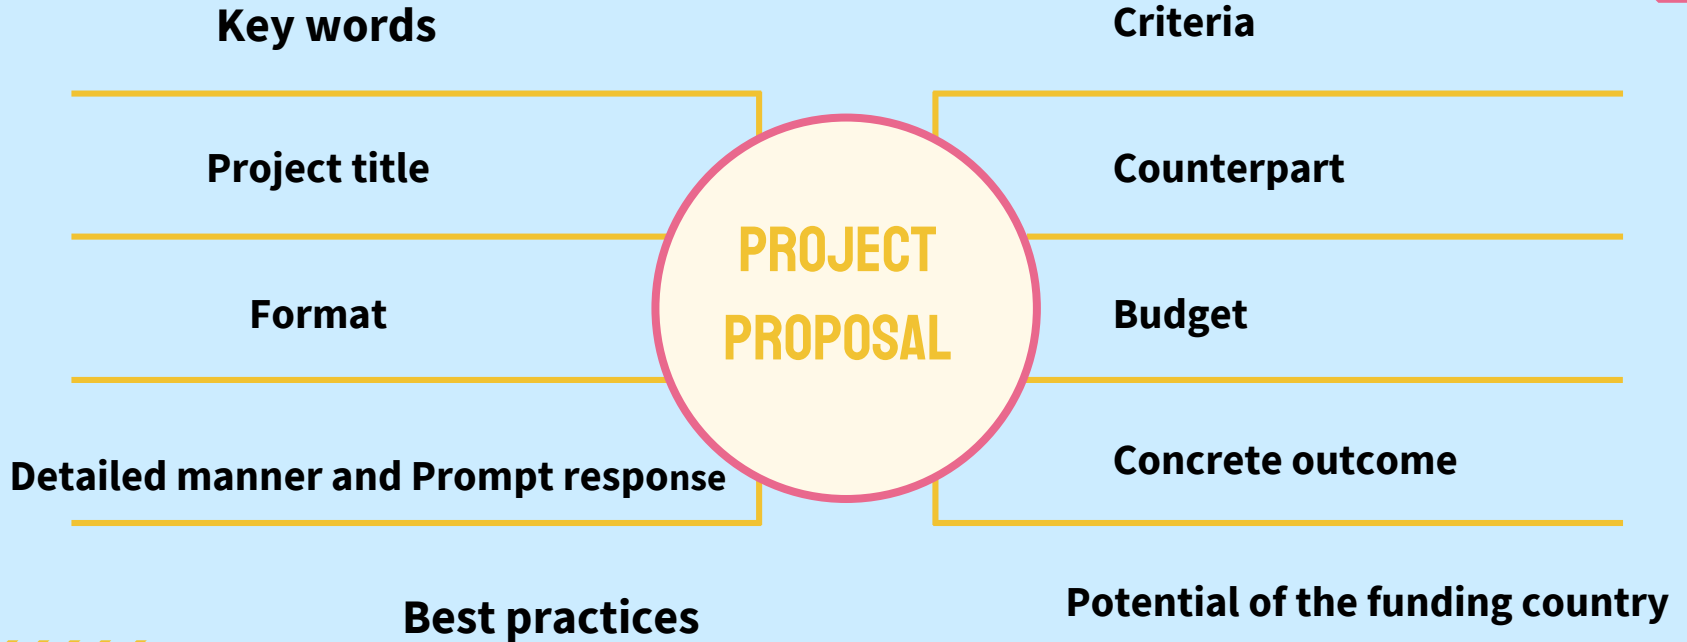 Key words
Project title
Format
Detailed manner and Prompt response
Best practices
PROJECT
PROPOSAL
Criteria
Counterpart
Budget
Concrete outcome
Potential of the funding country